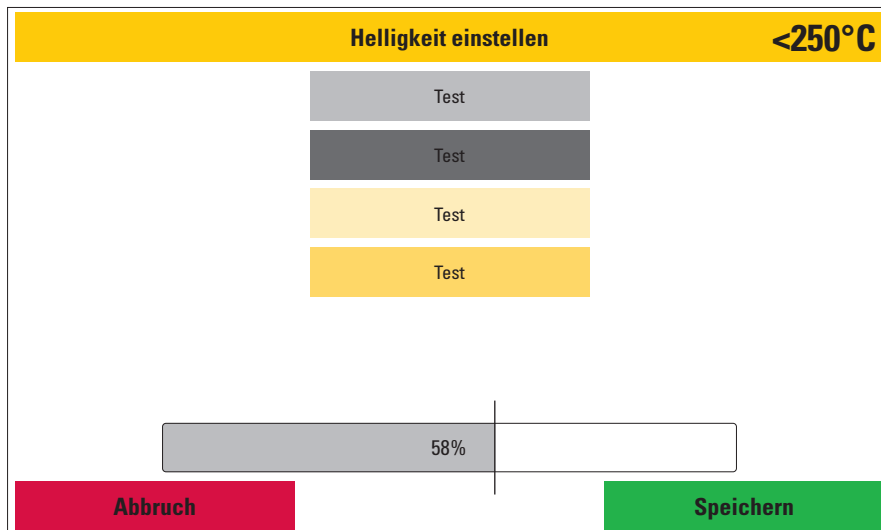 Helligkeit einstellen
<250°C
Test
Test
Test
Test
58%
Abbruch
Speichern